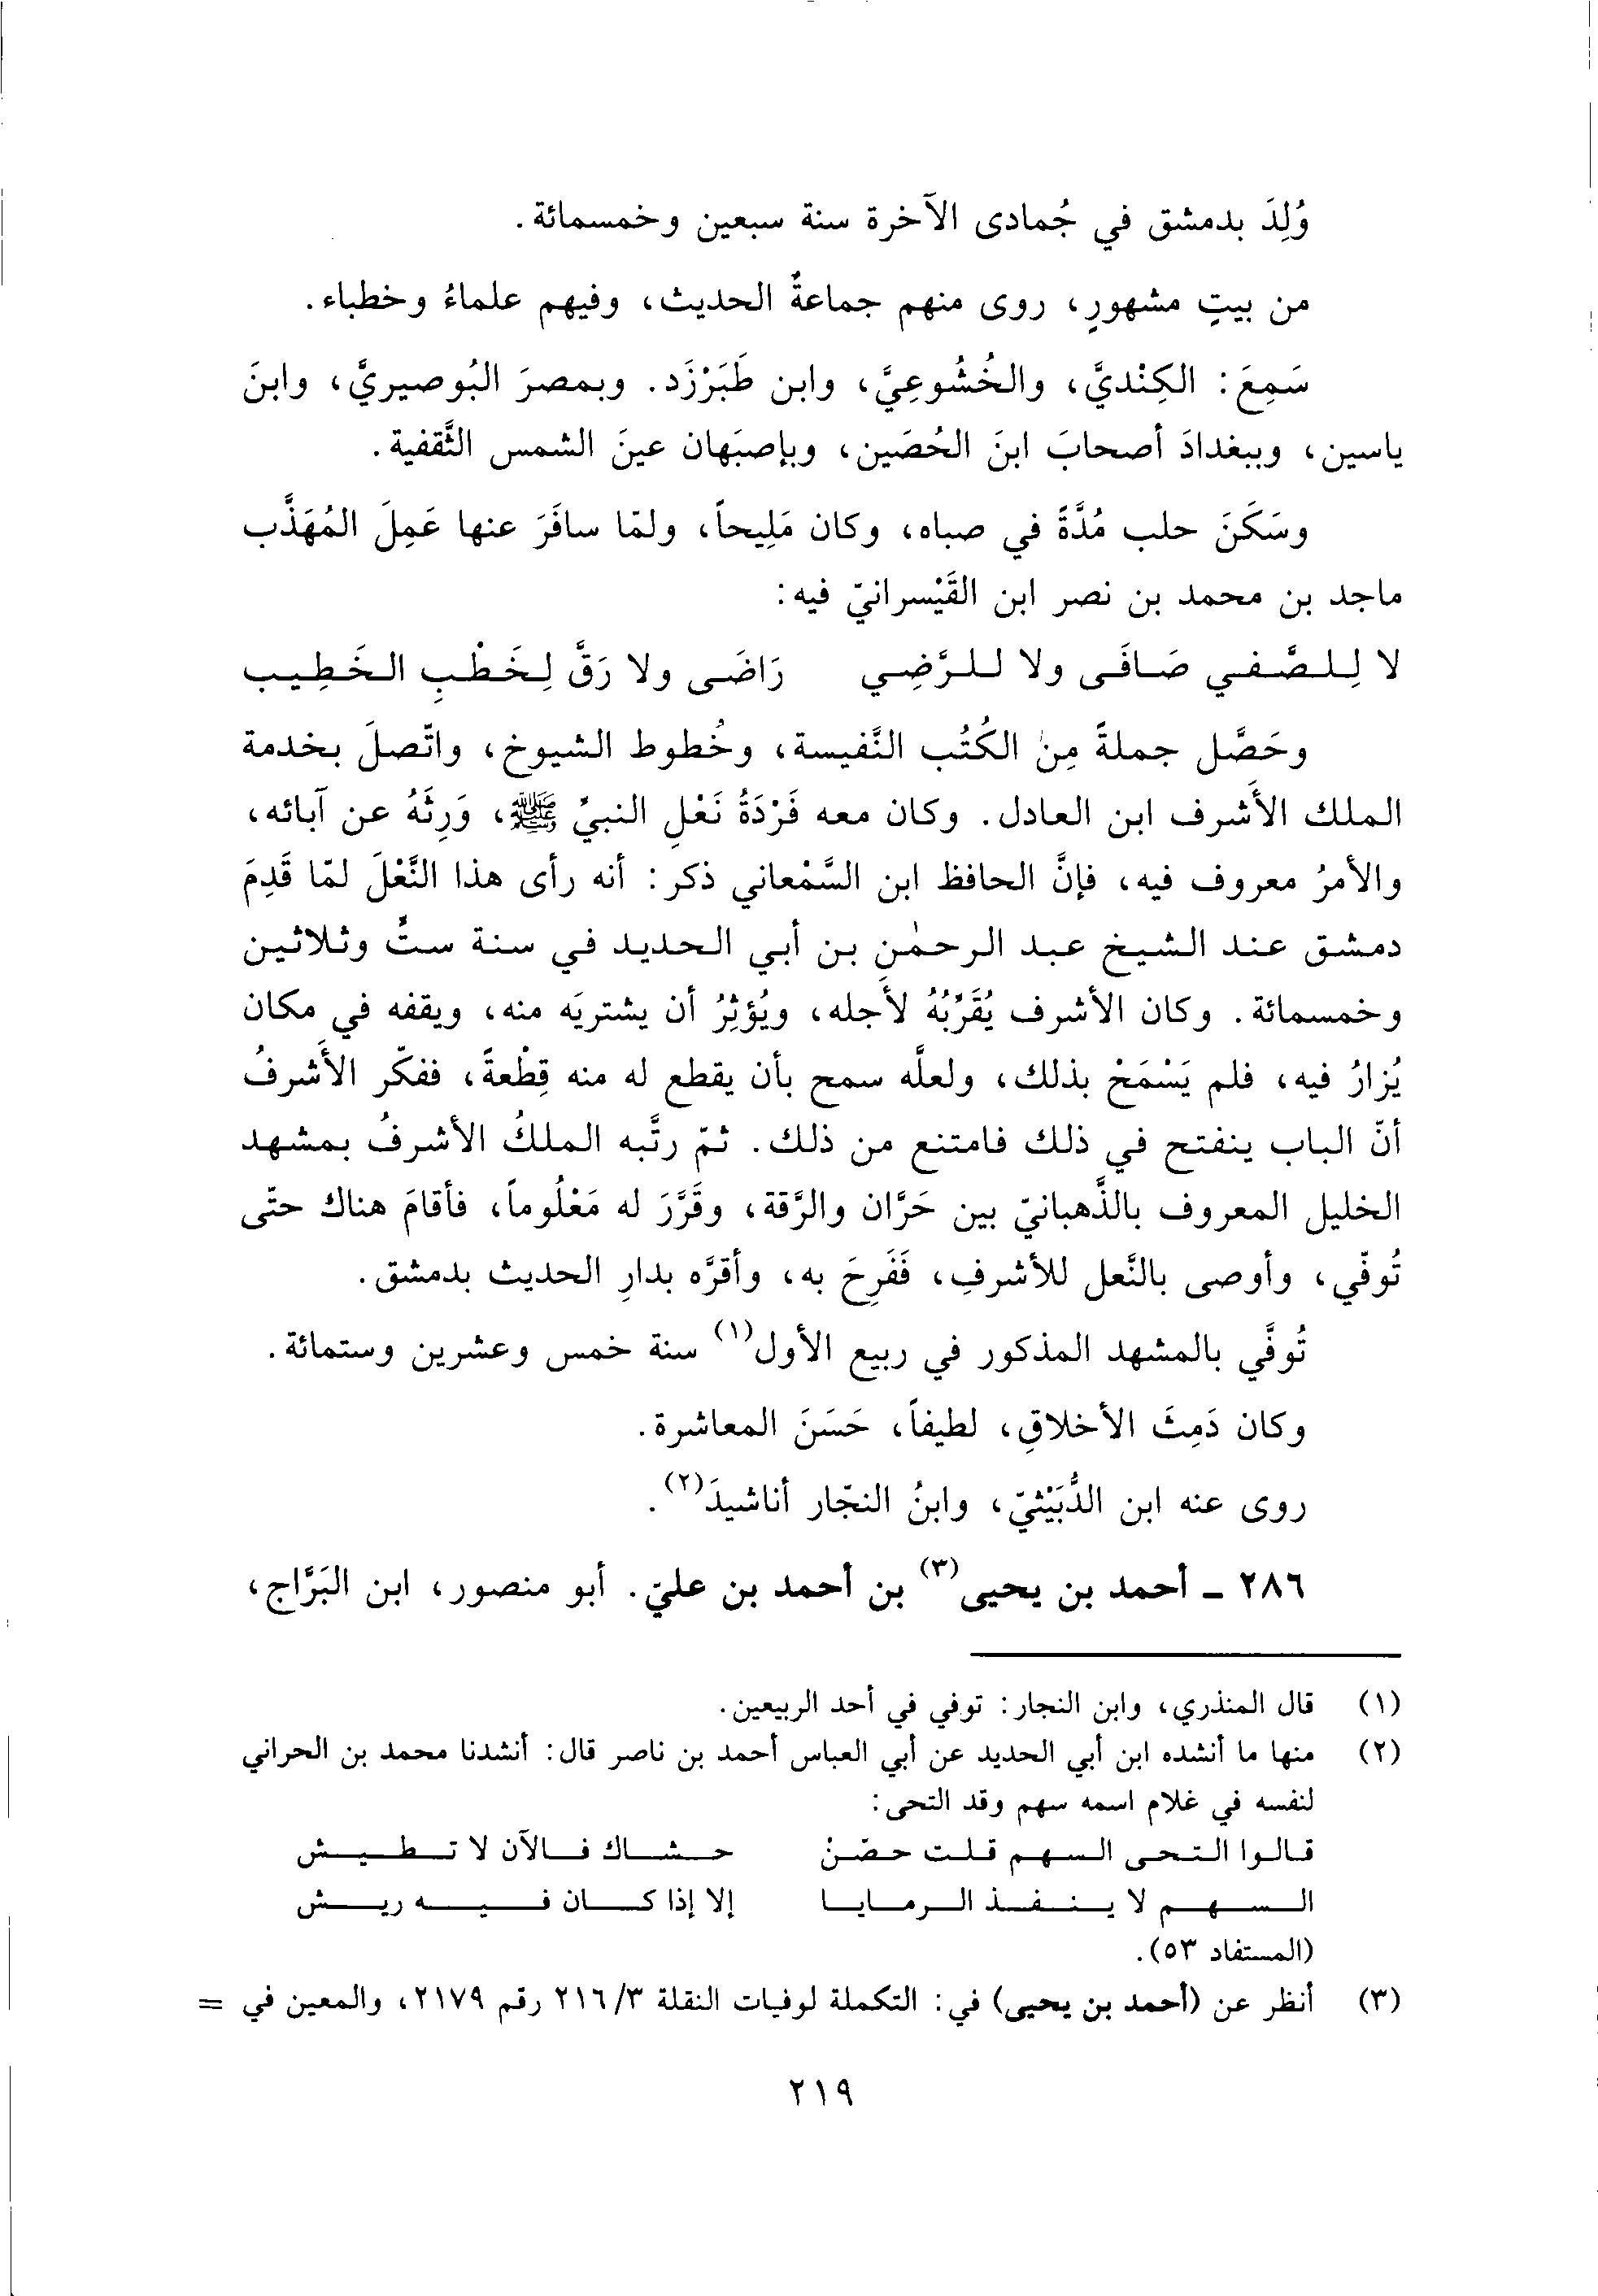 وُلِدَ بدمشق في جُمادى الآخرة سنة سبعين وخمسمائة.
من بيتٍ مشهورٍ، روى منهم جماعةٌ الحديث، وفيهم علماءُ وخطباء.
سَمِعَ: الكِنْديَّ، والخُشُوعِيَّ، وابن طَبَرْزَد. وبمصرَ البُوصيريَّ، وابنَ
ياسين، وببغدادَ أصحابَ ابنَ الحُصَين، وبإصبَهان عينَ الشمس الثَّقفية.
وسَكَنَ حلب مُدَّةً في صباه، وكان مَلِيحاً، ولمّا سافَرَ عنها عَمِلَ المُهَذَّب
ماجد بن محمد بن نصر ابن القَيْسرانيّ فيه:
لا لِلصَّفي صَافَى ولا للرَّضِي رَاضَى ولا رَقَّ لِخَطْبِ الخَطِيب
وحَصَّل جملةً مِنْ الكُتُب النَّفيسة، وخُطوط الشيوخ، واتّصلَ بخدمة
الملك الأَشرف ابن العادل. وكان معه فَرْدَةُ نَعْلِ النبيِّ ﷺ، وَرِثَهُ عن آبائه،
والأمرُ معروف فيه، فإنَّ الحافظ ابن السَّمْعاني ذكر: أنه رأى هذا النَّعْلَ لمّا قَدِمَ
دمشق عند الشيخ عبد الرحمٰن بن أبي الحديد في سنة ستٍّ وثلاثين
وخمسمائة. وكان الأشرف يُقَرِّبُهُ لأجله، ويُؤثِرُ أن يشتريَه منه، ويقفه في مكان
يُزارُ فيه، فلم يَسْمَحْ بذلك، ولعلَّه سمح بأن يقطع له منه قِطْعةً، ففكّر الأَشرفُ
أنّ الباب ينفتح في ذلك فامتنع من ذلك. ثمّ رتَّبه الملكُ الأشرفُ بمشهد
الخليل المعروف بالذَّهبانيّ بين حَرَّان والرَّقة، وقَرَّرَ له مَعْلُوماً، فأقامَ هناك حتّى
تُوفّي، وأوصى بالنَّعل للأشرفِ، فَفَرِحَ به، وأقرَّه بدارِ الحديث بدمشق.
تُوفَّي بالمشهد المذكور في ربيع الأول(١) سنة خمس وعشرين وستمائة.
وكان دَمِثَ الأخلاقِ، لطيفاً، حَسَنَ المعاشرة.
روى عنه ابن الدُّبَيْثيّ، وابنُ النجّار أناشيدَ(٢).
٢٨٦ - أحمد بن يحيى(٣) بن أحمد بن عليّ. أبو منصور، ابن البَرَّاج،
(١) قال المنذري، وابن النجار: توفي في أحد الربيعين.
(٢) منها ما أنشده ابن أبي الحديد عن أبي العباس أحمد بن ناصر قال: أنشدنا محمد بن الحراني
لنفسه في غلام اسمه سهم وقد التحى:
قالوا التحى السهم قلت حصّنْ حشاك فالآن لا تطيش
السهم لا ينفذ الرمايا إلا إذا كان فيه ريش
(المستفاد ٥٣).
(٣) أنظر عن (أحمد بن يحيى) في: التكملة لوفيات النقلة ٣/ ٢١٦ رقم ٢١٧٩، والمعين في =
٢١٩